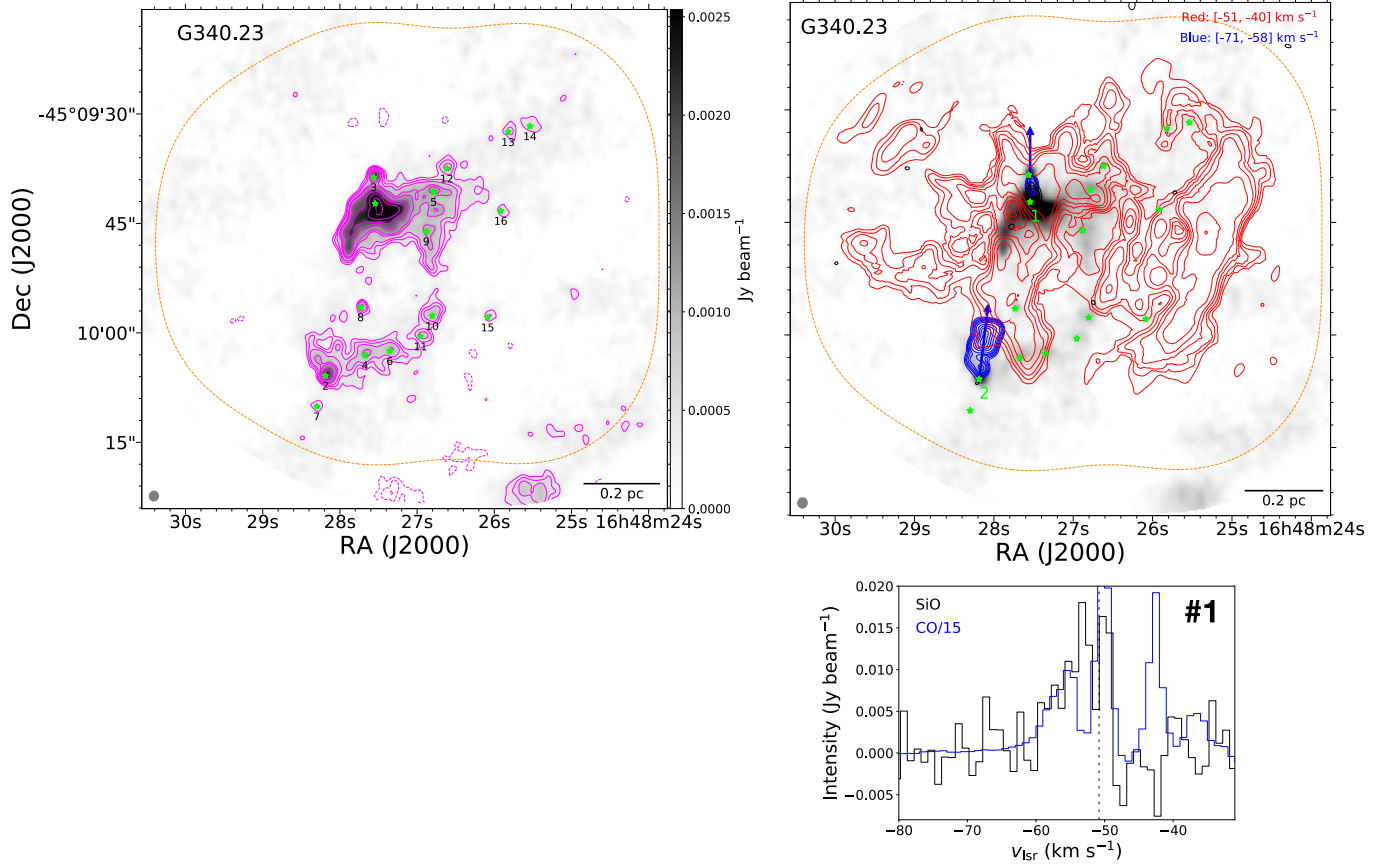 G340.23
-45°09'30"
45"
10'00"
15"
Dec (J2000)
30s 29s 28s 27s 26s 25s 16h48m24s
RA (J2000)
14
13
12
3
5
16
9
8
10
15
11
6
4
2
7
0.2 pc
0.0025
0.0020
0.0015
0.0010
0.0005
0.0000
Jy beam⁻¹
G340.23
Red: [-51, -40] km s⁻¹
Blue: [-71, -58] km s⁻¹
1
2
0.2 pc
30s 29s 28s 27s 26s 25s 16h48m24s
RA (J2000)
SiO
CO/15
#1
0.020
0.015
0.010
0.005
0.000
−0.005
Intensity (Jy beam⁻¹)
−80 −70 −60 −50 −40
vlsr (km s⁻¹)